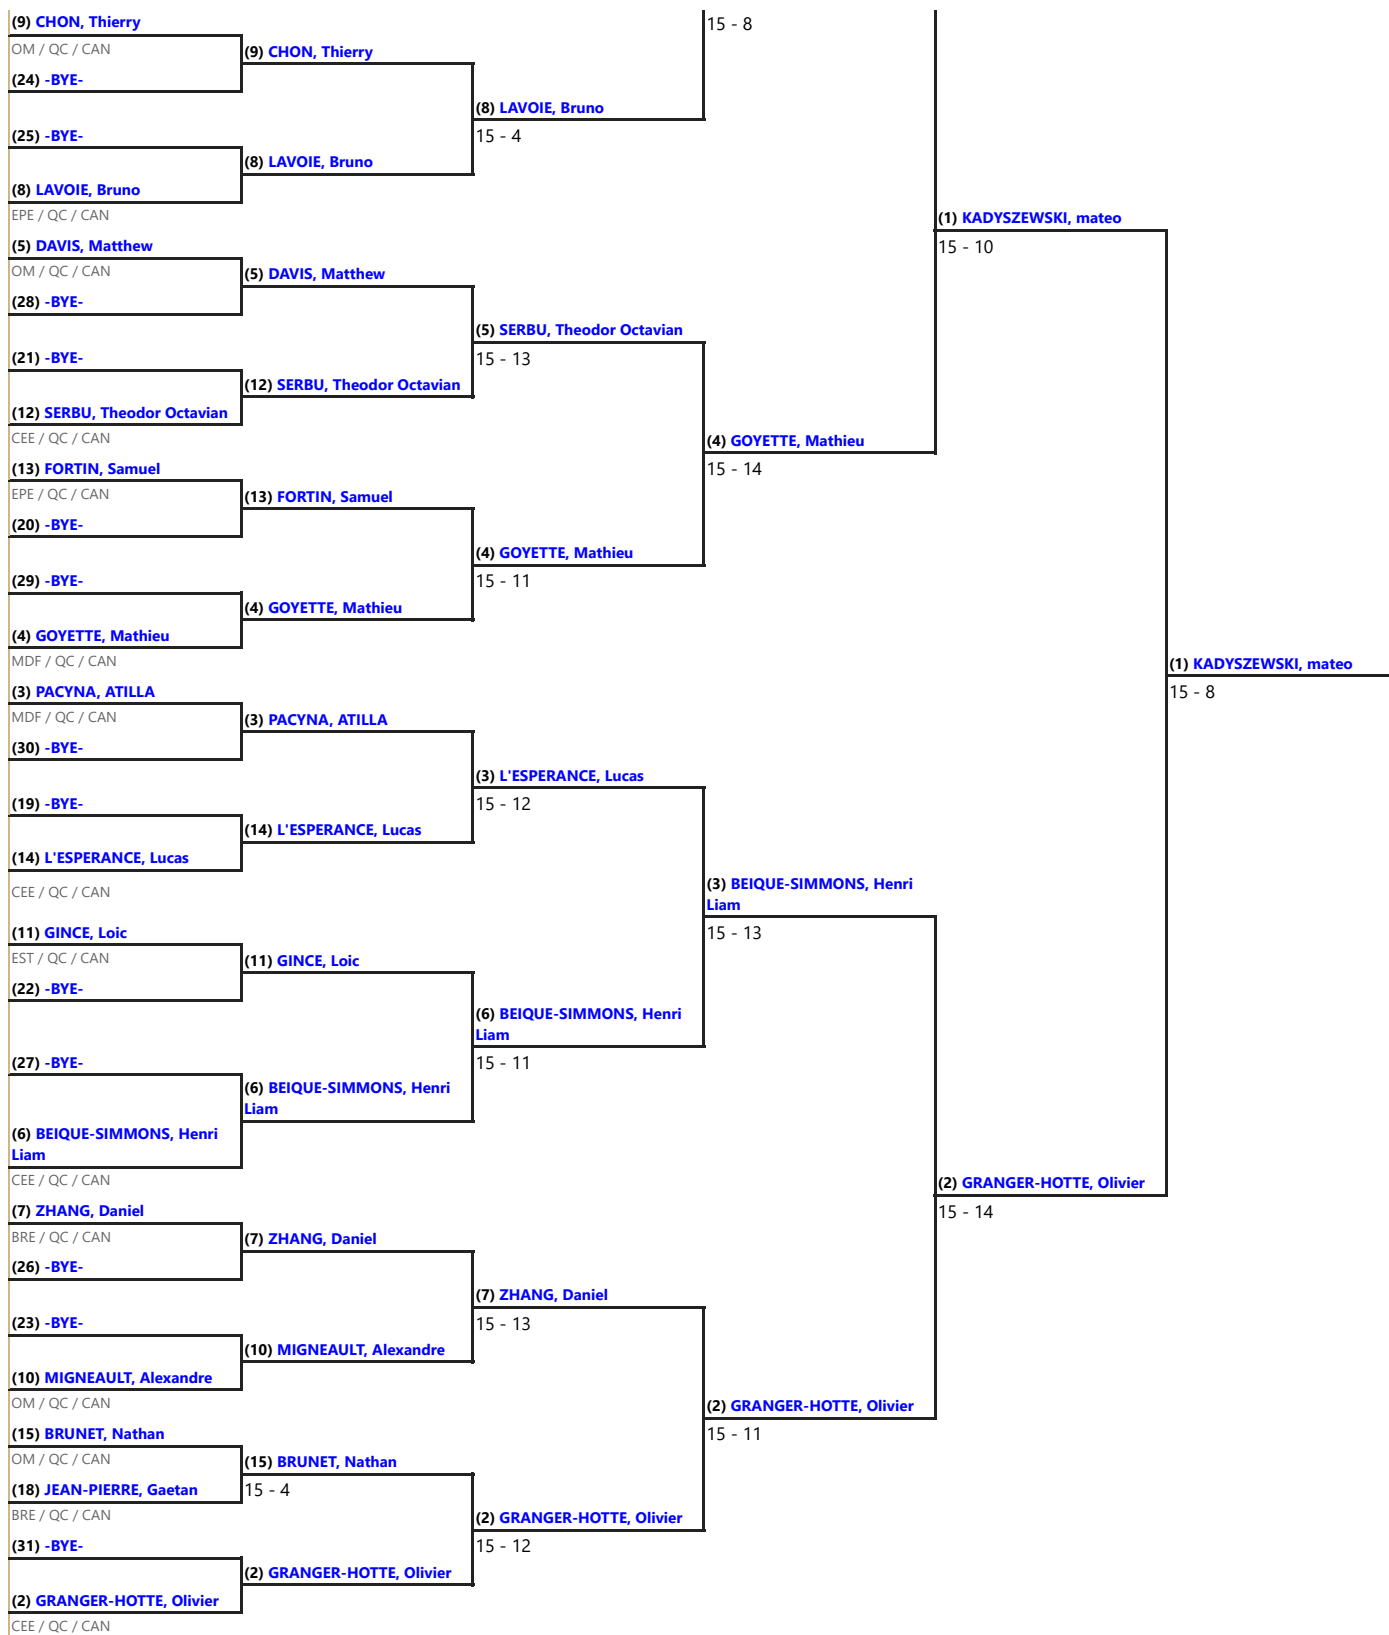 (9) CHON, Thierry
OM / QC / CAN
(24) -BYE-
(25) -BYE-
(8) LAVOIE, Bruno
EPE / QC / CAN
(5) DAVIS, Matthew
OM / QC / CAN
(28) -BYE-
(21) -BYE-
(12) SERBU, Theodor Octavian
CEE / QC / CAN
(13) FORTIN, Samuel
EPE / QC / CAN
(20) -BYE-
(29) -BYE-
(4) GOYETTE, Mathieu
MDF / QC / CAN
(3) PACYNA, ATILLA
MDF / QC / CAN
(30) -BYE-
(19) -BYE-
(14) L'ESPERANCE, Lucas
CEE / QC / CAN
(11) GINCE, Loic
EST / QC / CAN
(22) -BYE-
(27) -BYE-
(6) BEIQUE-SIMMONS, Henri
Liam
CEE / QC / CAN
(7) ZHANG, Daniel
BRE / QC / CAN
(26) -BYE-
(23) -BYE-
(10) MIGNEAULT, Alexandre
OM / QC / CAN
(15) BRUNET, Nathan
OM / QC / CAN
(18) JEAN-PIERRE, Gaetan
BRE / QC / CAN
(31) -BYE-
(2) GRANGER-HOTTE, Olivier
CEE / QC / CAN
(9) CHON, Thierry
(8) LAVOIE, Bruno
(5) DAVIS, Matthew
(12) SERBU, Theodor Octavian
(13) FORTIN, Samuel
(4) GOYETTE, Mathieu
(3) PACYNA, ATILLA
(14) L'ESPERANCE, Lucas
(11) GINCE, Loic
(6) BEIQUE-SIMMONS, Henri
Liam
(7) ZHANG, Daniel
(10) MIGNEAULT, Alexandre
(15) BRUNET, Nathan
15 - 4
(2) GRANGER-HOTTE, Olivier
(8) LAVOIE, Bruno
15 - 4
(5) SERBU, Theodor Octavian
15 - 13
(4) GOYETTE, Mathieu
15 - 11
(3) L'ESPERANCE, Lucas
15 - 12
(6) BEIQUE-SIMMONS, Henri
Liam
15 - 11
(7) ZHANG, Daniel
15 - 13
(2) GRANGER-HOTTE, Olivier
15 - 12
15 - 8
(4) GOYETTE, Mathieu
15 - 14
(3) BEIQUE-SIMMONS, Henri
Liam
15 - 13
(2) GRANGER-HOTTE, Olivier
15 - 11
(1) KADYSZEWSKI, mateo
15 - 10
(2) GRANGER-HOTTE, Olivier
15 - 14
(1) KADYSZEWSKI, mateo
15 - 8